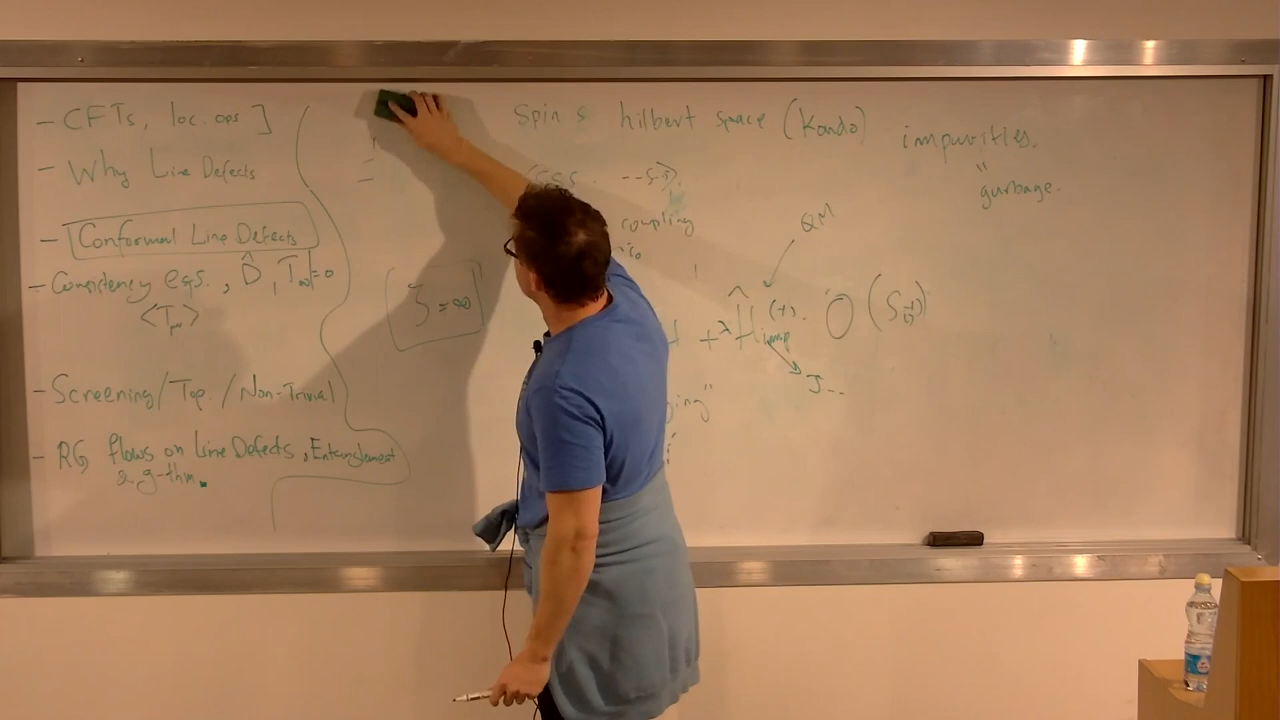 - CFTs, loc. ops ]
- Why Line Defects
- Conformal Line Defects
- Consistency eqs., D̂, T| = 0
<Tμν>
- Screening/Top./Non-Trivial
- RG flows on Line Defects, Entanglement
& g-thm.
ξ = ∞
Spin s hilbert space (Kondo)
impurities.
"
garbage.
coupling
QM
+ λ Ĥimp (t). O (
J--